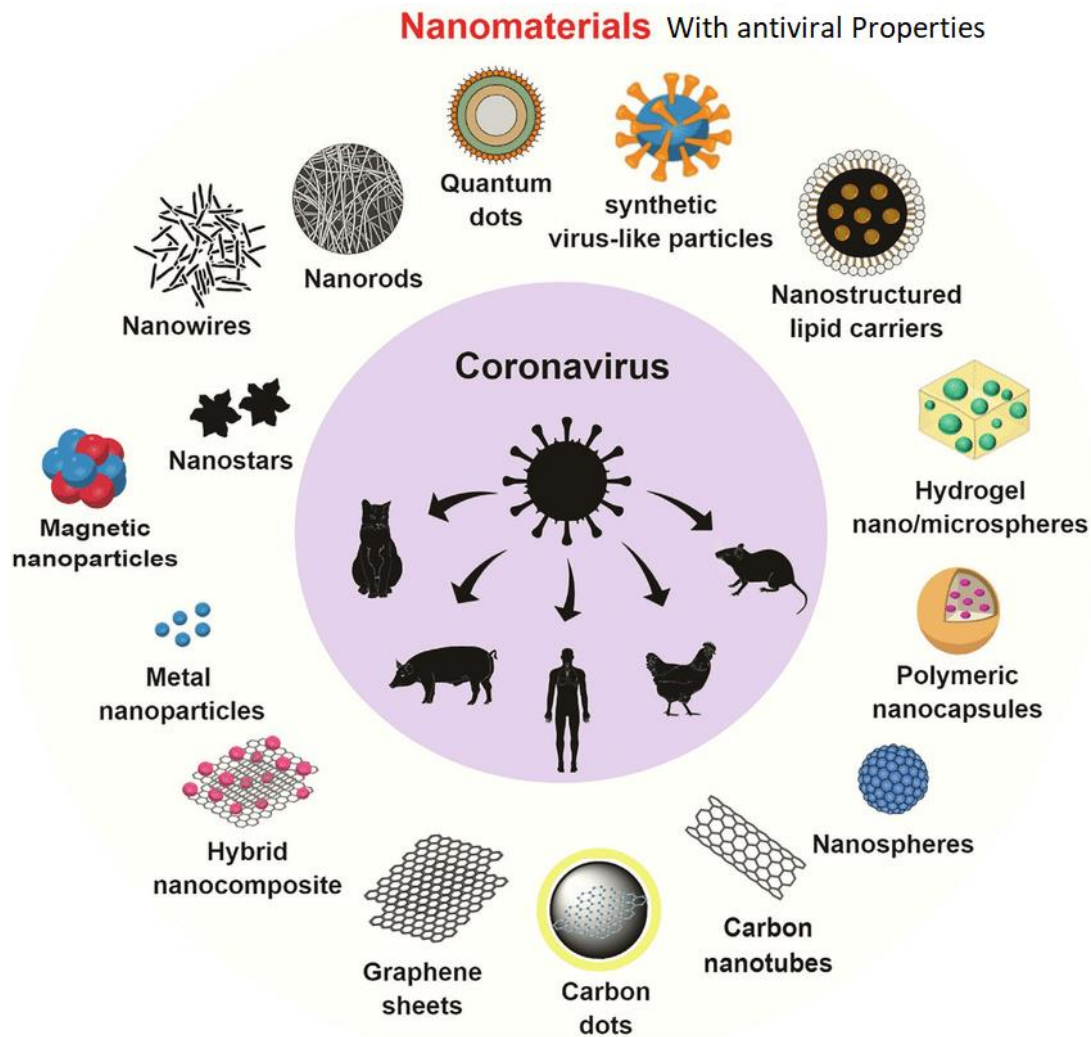 Nanomaterials With antiviral Properties
Quantum
dots
synthetic
virus-like particles
Nanorods
Nanowires
Nanostructured
lipid carriers
Coronavirus
Nanostars
Magnetic
nanoparticles
Hydrogel
nano/microspheres
Metal
nanoparticles
Polymeric
nanocapsules
Hybrid
nanocomposite
Nanospheres
Graphene
sheets
Carbon
dots
Carbon
nanotubes